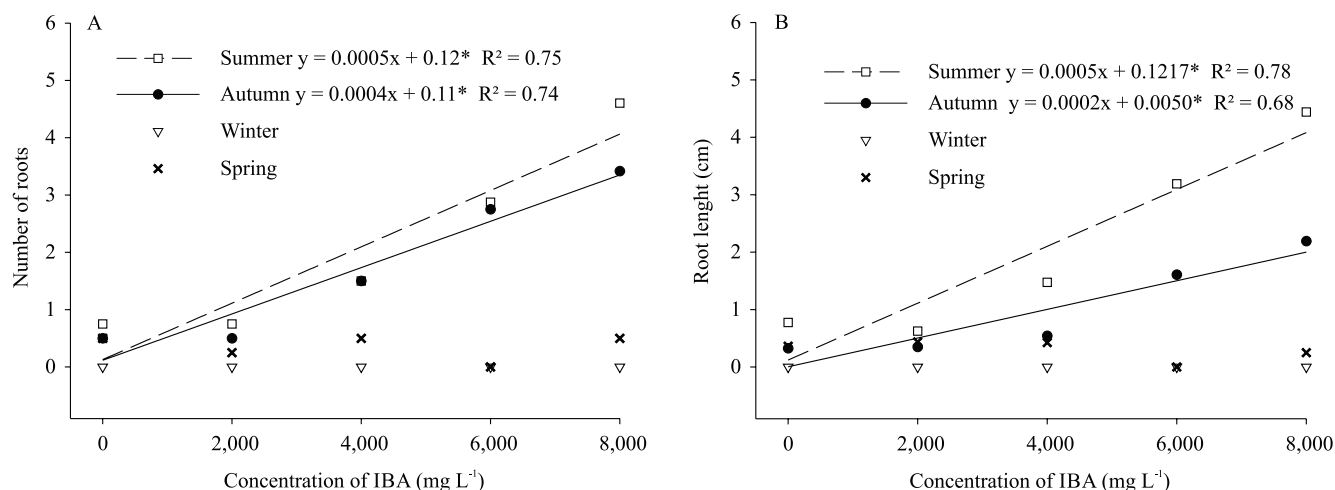 A
Summer y = 0.0005x + 0.12* R² = 0.75
Autumn y = 0.0004x + 0.11* R² = 0.74
Winter
Spring
Number of roots
6
5
4
3
2
1
0
0 2,000 4,000 6,000 8,000
Concentration of IBA (mg L⁻¹)
B
Summer y = 0.0005x + 0.1217* R² = 0.78
Autumn y = 0.0002x + 0.0050* R² = 0.68
Winter
Spring
Root lenght (cm)
6
5
4
3
2
1
0
0 2,000 4,000 6,000 8,000
Concentration of IBA (mg L⁻¹)